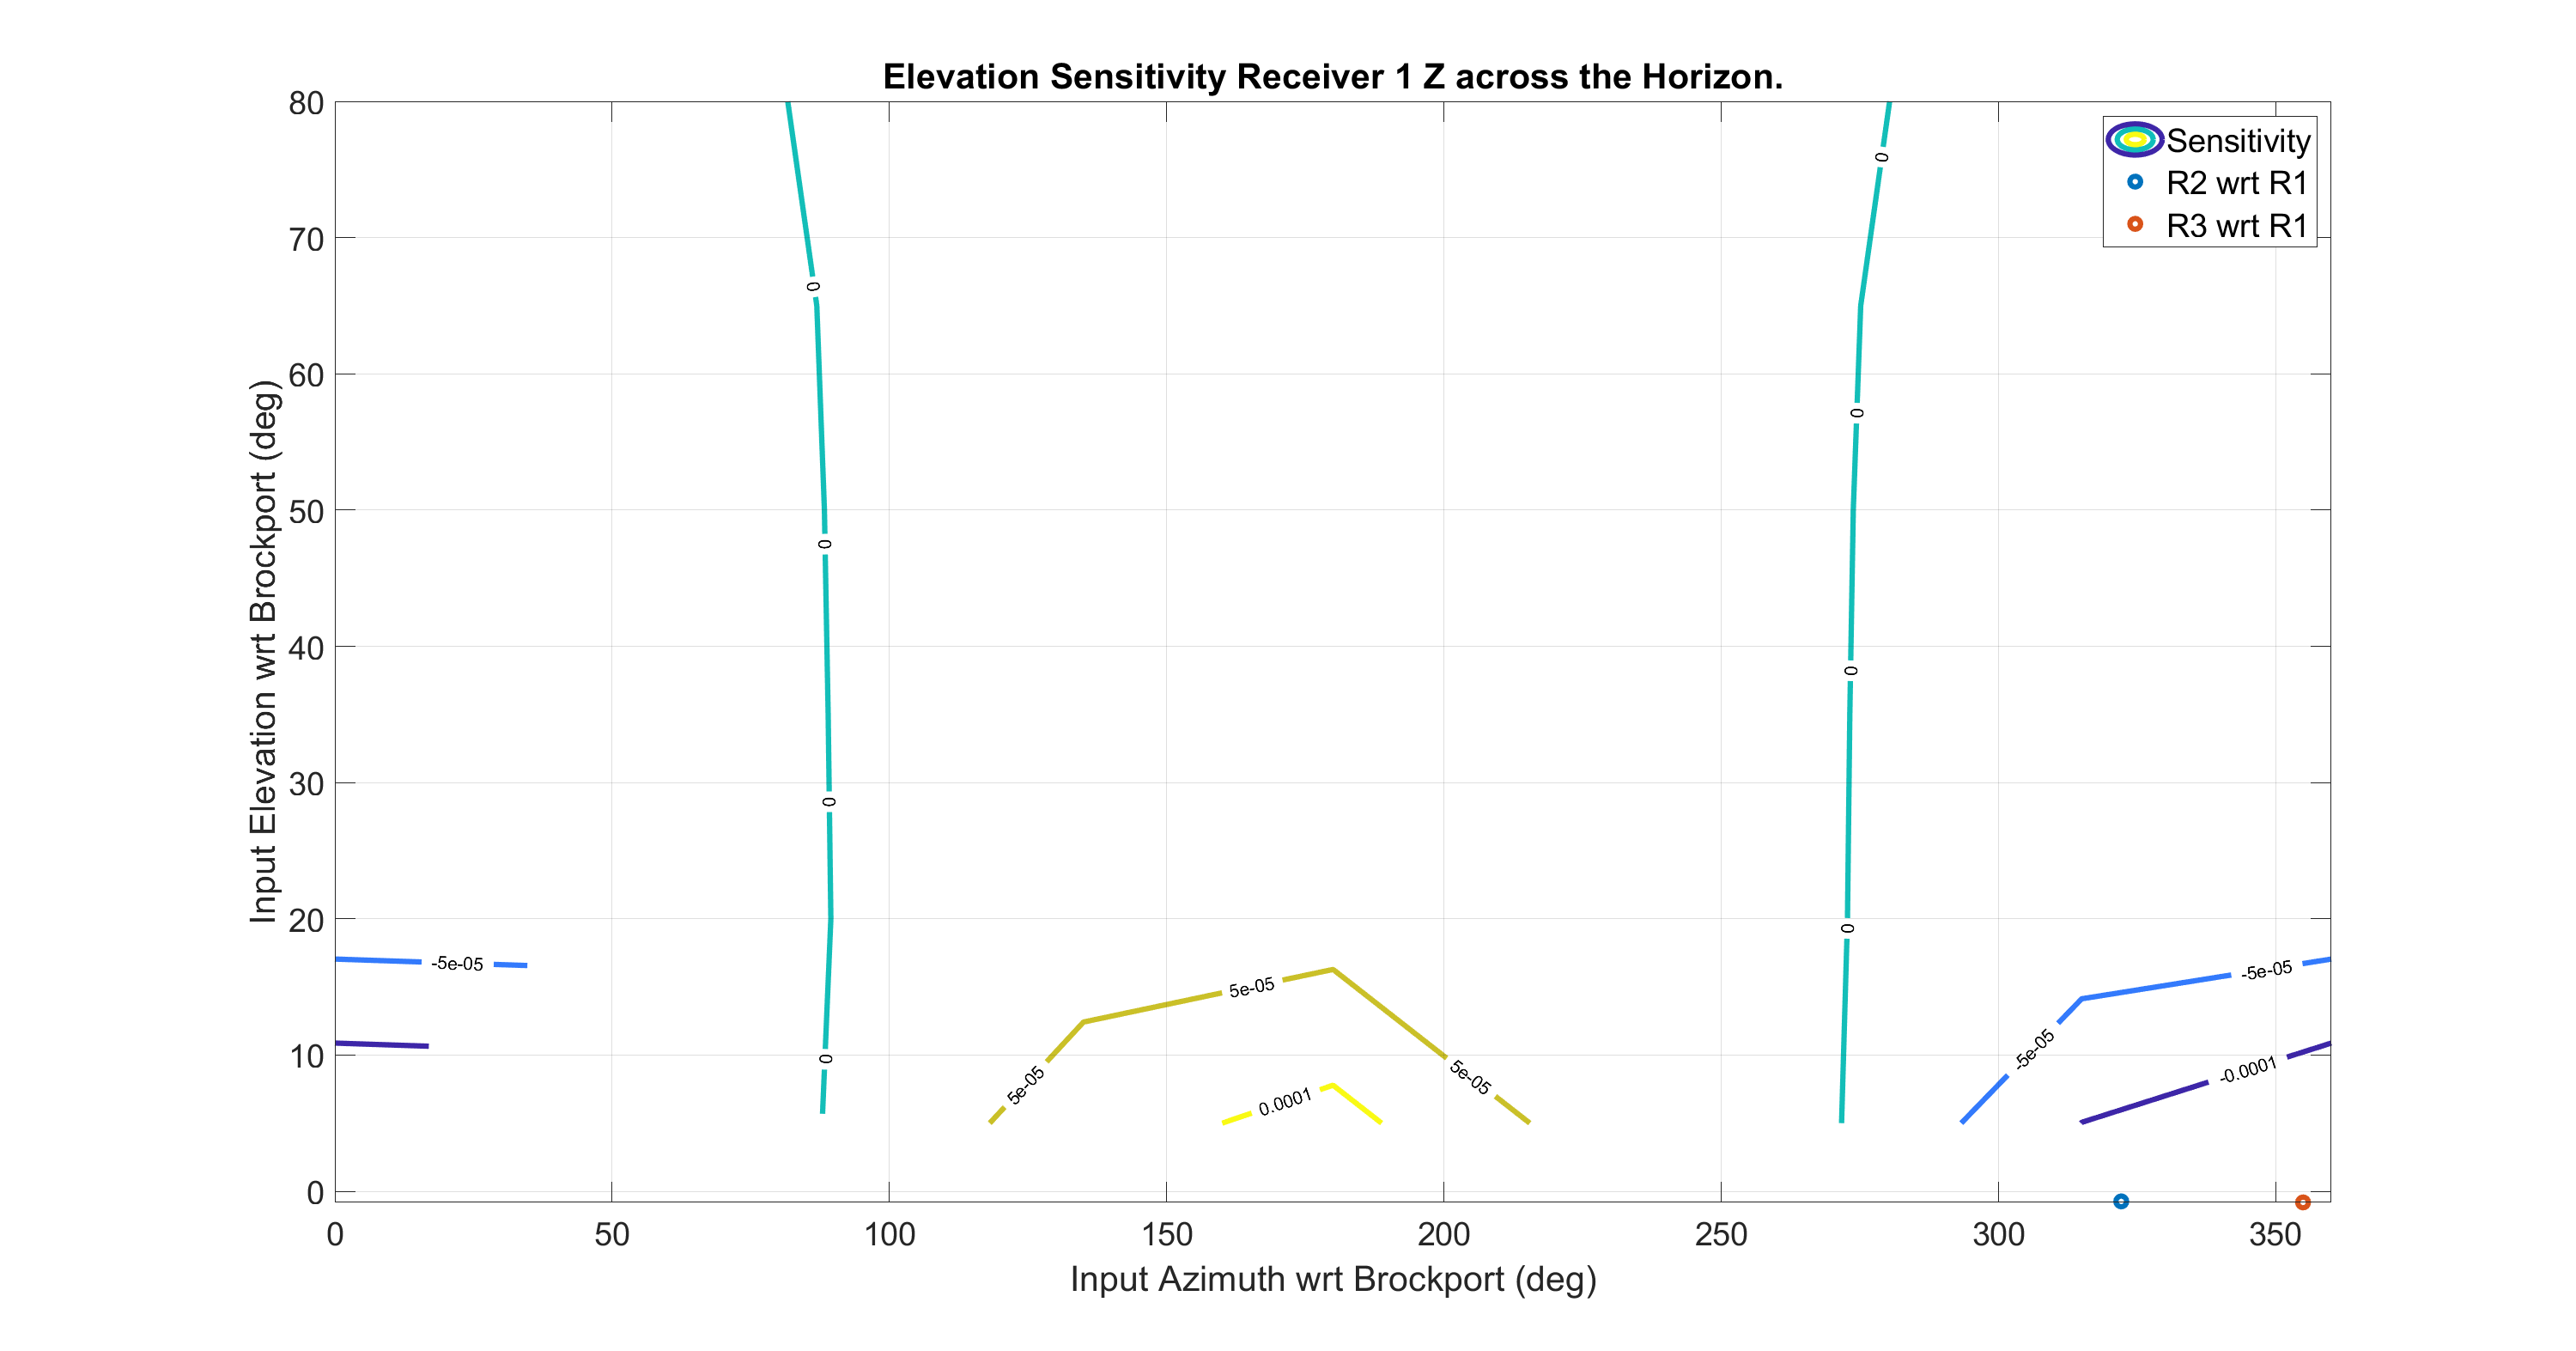 Elevation Sensitivity Receiver 1 Z across the Horizon.
Sensitivity
R2 wrt R1
R3 wrt R1
Input Elevation wrt Brockport (deg)
80
70
60
50
40
30
20
10
0
0
0
0
0
0
0
0
0
0
-5e-05
5e-05
5e-05
5e-05
0.0001
-5e-05
-5e-05
-0.0001
0
50
100
150
200
250
300
350
Input Azimuth wrt Brockport (deg)